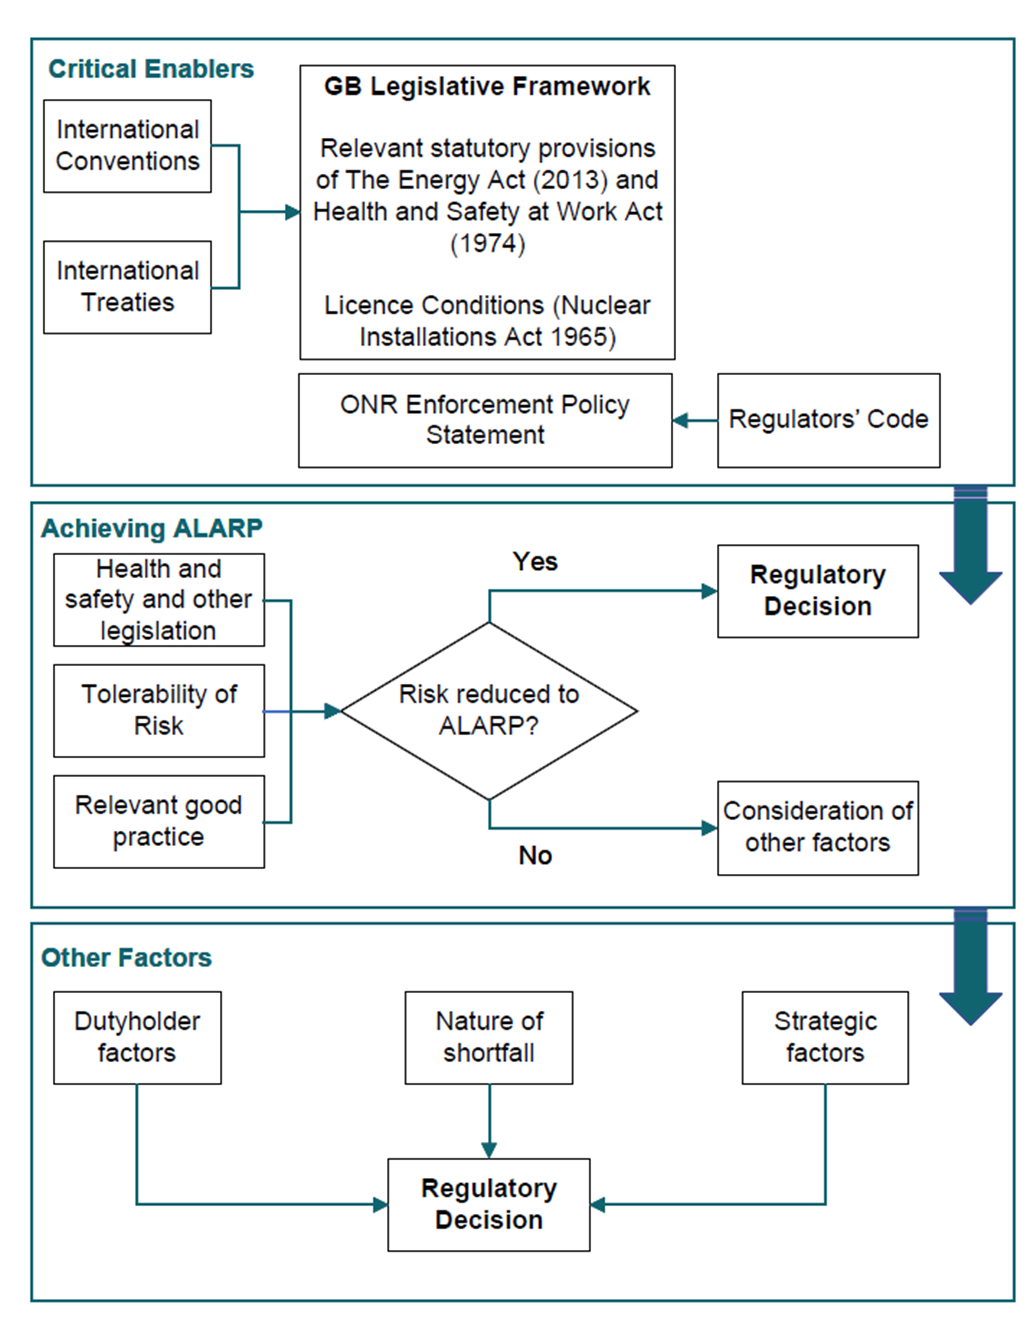 Critical Enablers
International
Conventions
International
Treaties
GB Legislative Framework
Relevant statutory provisions
of The Energy Act (2013) and
Health and Safety at Work Act
(1974)
Licence Conditions (Nuclear
Installations Act 1965)
ONR Enforcement Policy
Statement
Regulators’ Code
Achieving ALARP
Health and
safety and other
legislation
Tolerability of
Risk
Relevant good
practice
Risk reduced to
ALARP?
Yes
Regulatory
Decision
No
Consideration of
other factors
Other Factors
Dutyholder
factors
Nature of
shortfall
Strategic
factors
Regulatory
Decision